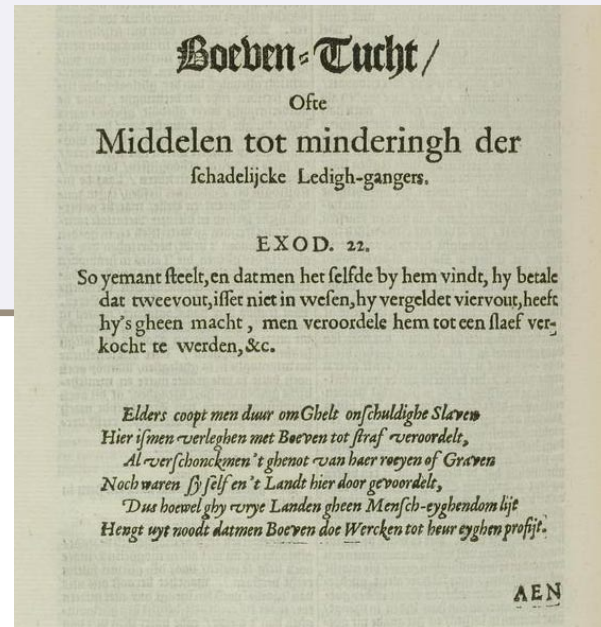 Boeven-Tucht/
Ofte
Middelen tot minderingh der
ſchadelijcke Ledigh-gangers.
EXOD. 22.
So yemant ſteelt, en datmen het ſelfde by hem vindt, hy betale
dat tweevout, iſſet niet in weſen, hy vergeldet viervout, heeft
hy's gheen macht, men veroordele hem tot een ſlaef ver-
kocht te werden, &c.
Elders coopt men duur om Ghelt onſchuldighe Slaven
Hier iſmen verleghen met Boeven tot ſtraf veroordelt,
Al verſchonckmen 't ghenot van haer roeyen of Graven
Noch waren ſy ſelf en 't Landt hier door gevoordelt,
Dus hoewel ghy vrye Landen gheen Menſch-eyghendom lijt
Hengt uyt noodt datmen Boeven doe Wercken tot heur eyghen profijt.
AEN